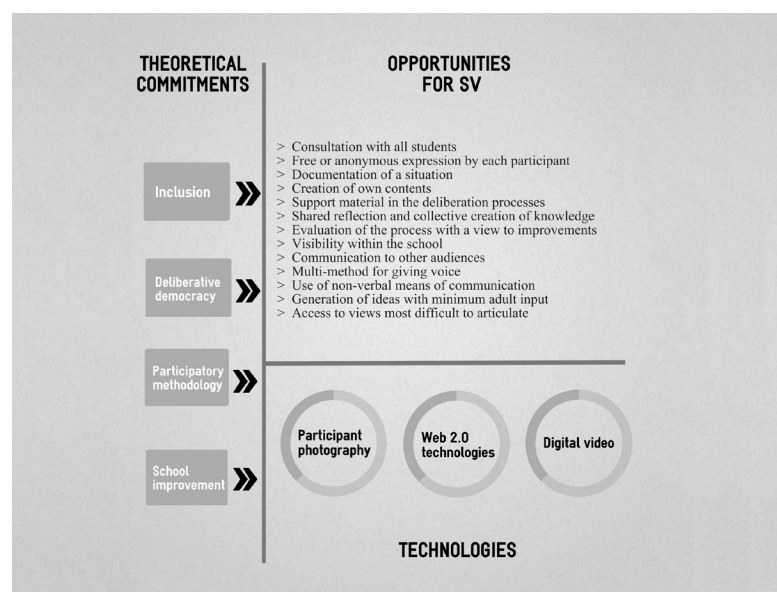 THEORETICAL
COMMITMENTS
OPPORTUNITIES
FOR SV
Inclusion
Deliberative
democracy
Participatory
methodology
School
improvement
> Consultation with all students
> Free or anonymous expression by each participant
> Documentation of a situation
> Creation of own contents
> Support material in the deliberation processes
> Shared reflection and collective creation of knowledge
> Evaluation of the process with a view to improvements
> Visibility within the school
> Communication to other audiences
> Multi-method for giving voice
> Use of non-verbal means of communication
> Generation of ideas with minimum adult input
> Access to views most difficult to articulate
Participant
photography
Web 2.0
technologies
Digital video
TECHNOLOGIES